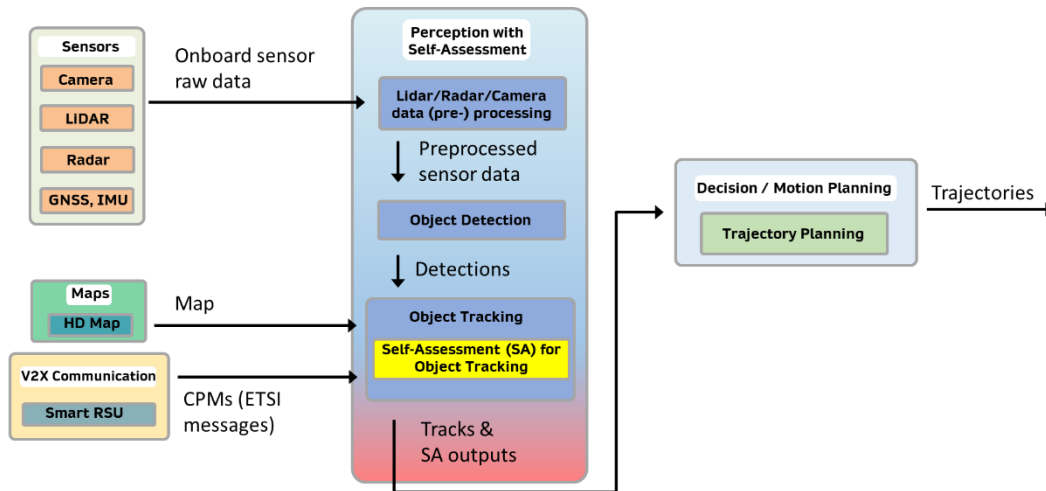 Sensors
Camera
LiDAR
Radar
GNSS, IMU
Onboard sensor
raw data
Maps
HD Map
Map
V2X Communication
Smart RSU
CPMs (ETSI
messages)
Perception with
Self-Assessment
Lidar/Radar/Camera
data (pre-) processing
Preprocessed
sensor data
Object Detection
Detections
Object Tracking
Self-Assessment (SA) for
Object Tracking
Tracks &
SA outputs
Decision / Motion Planning
Trajectory Planning
Trajectories